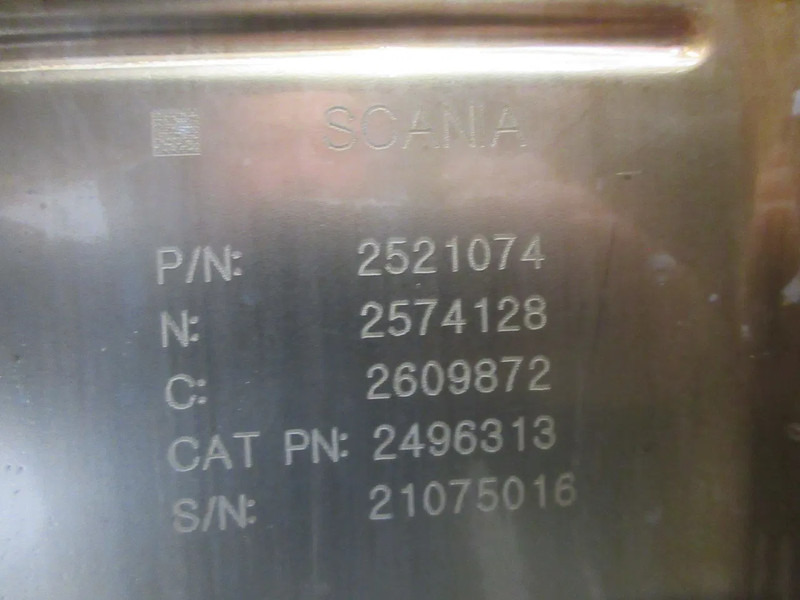 SCANIA
P/N: 2521074
N: 2574128
C: 2609872
CAT PN: 2496313
S/N: 21075016